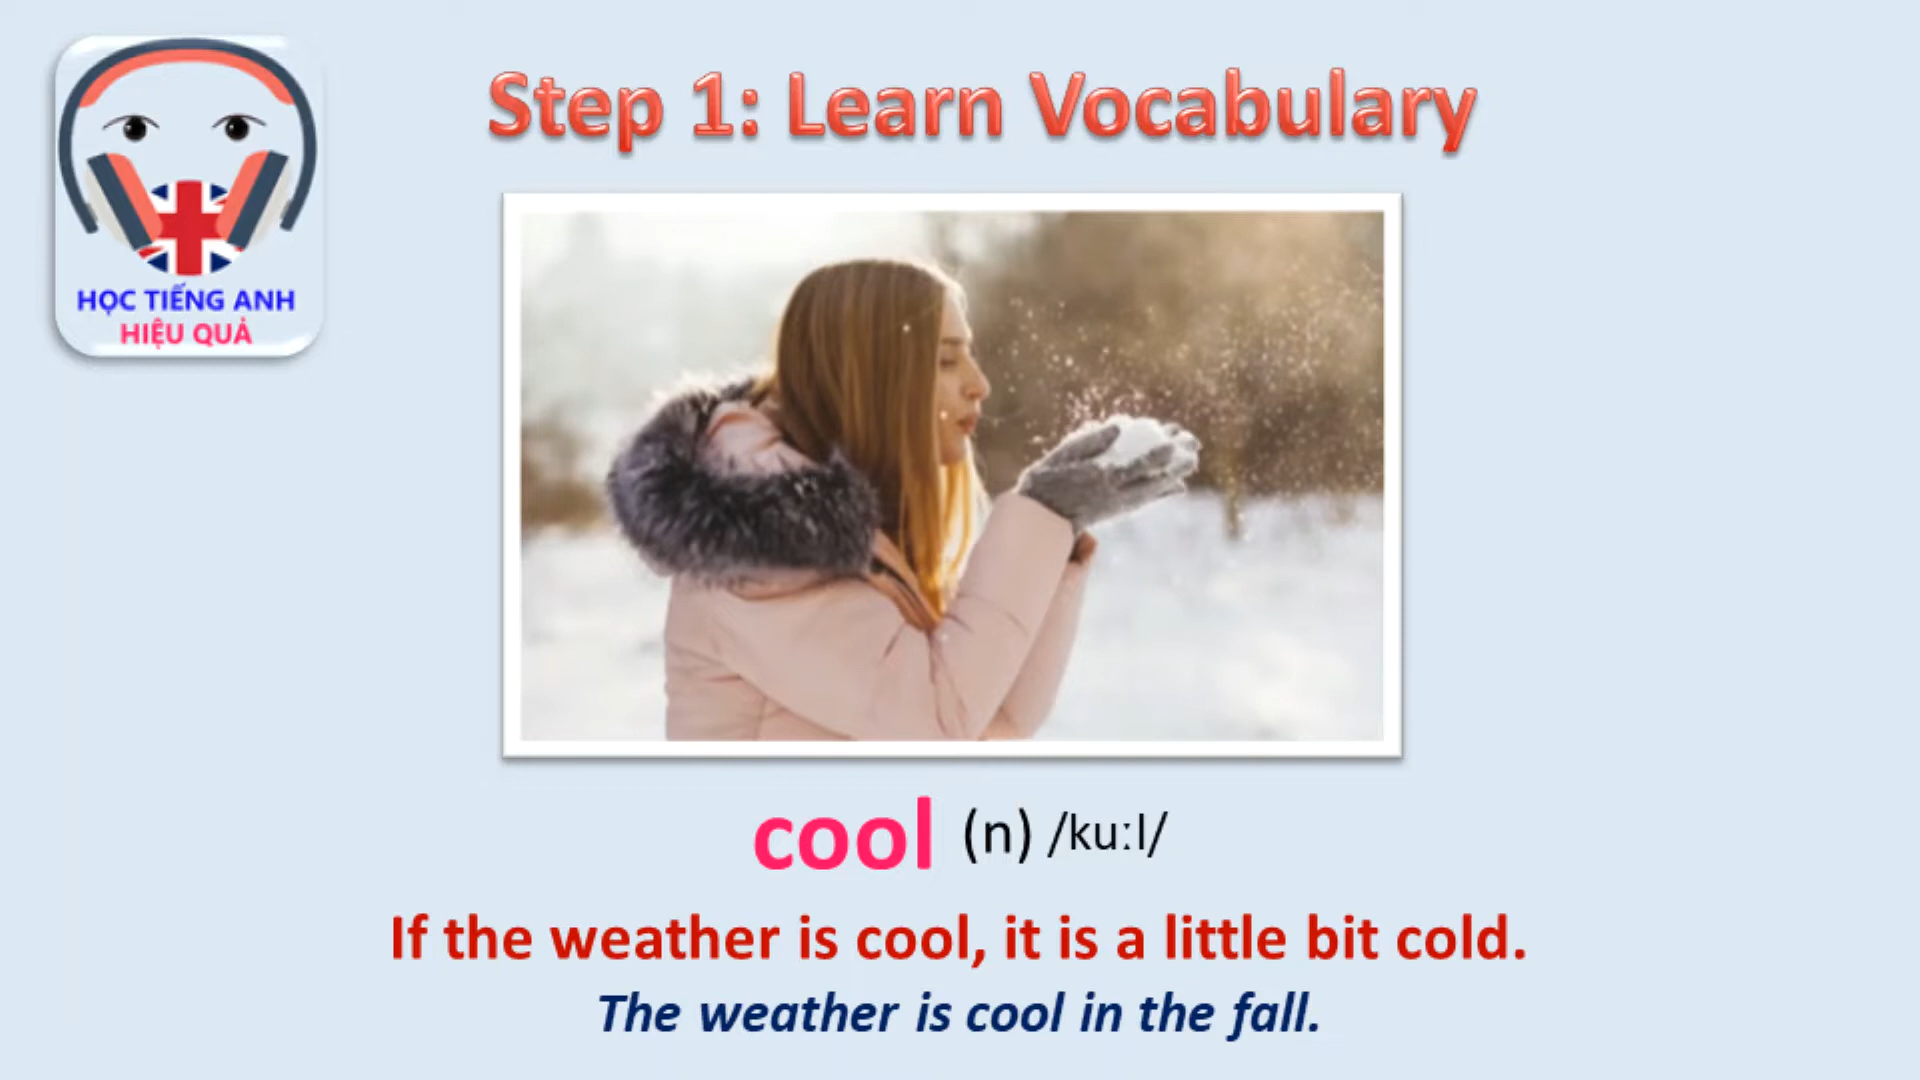 HỌC TIẾNG ANH
HIỆU QUẢ
Step 1: Learn Vocabulary
cool (n) /kuːl/
If the weather is cool, it is a little bit cold.
The weather is cool in the fall.